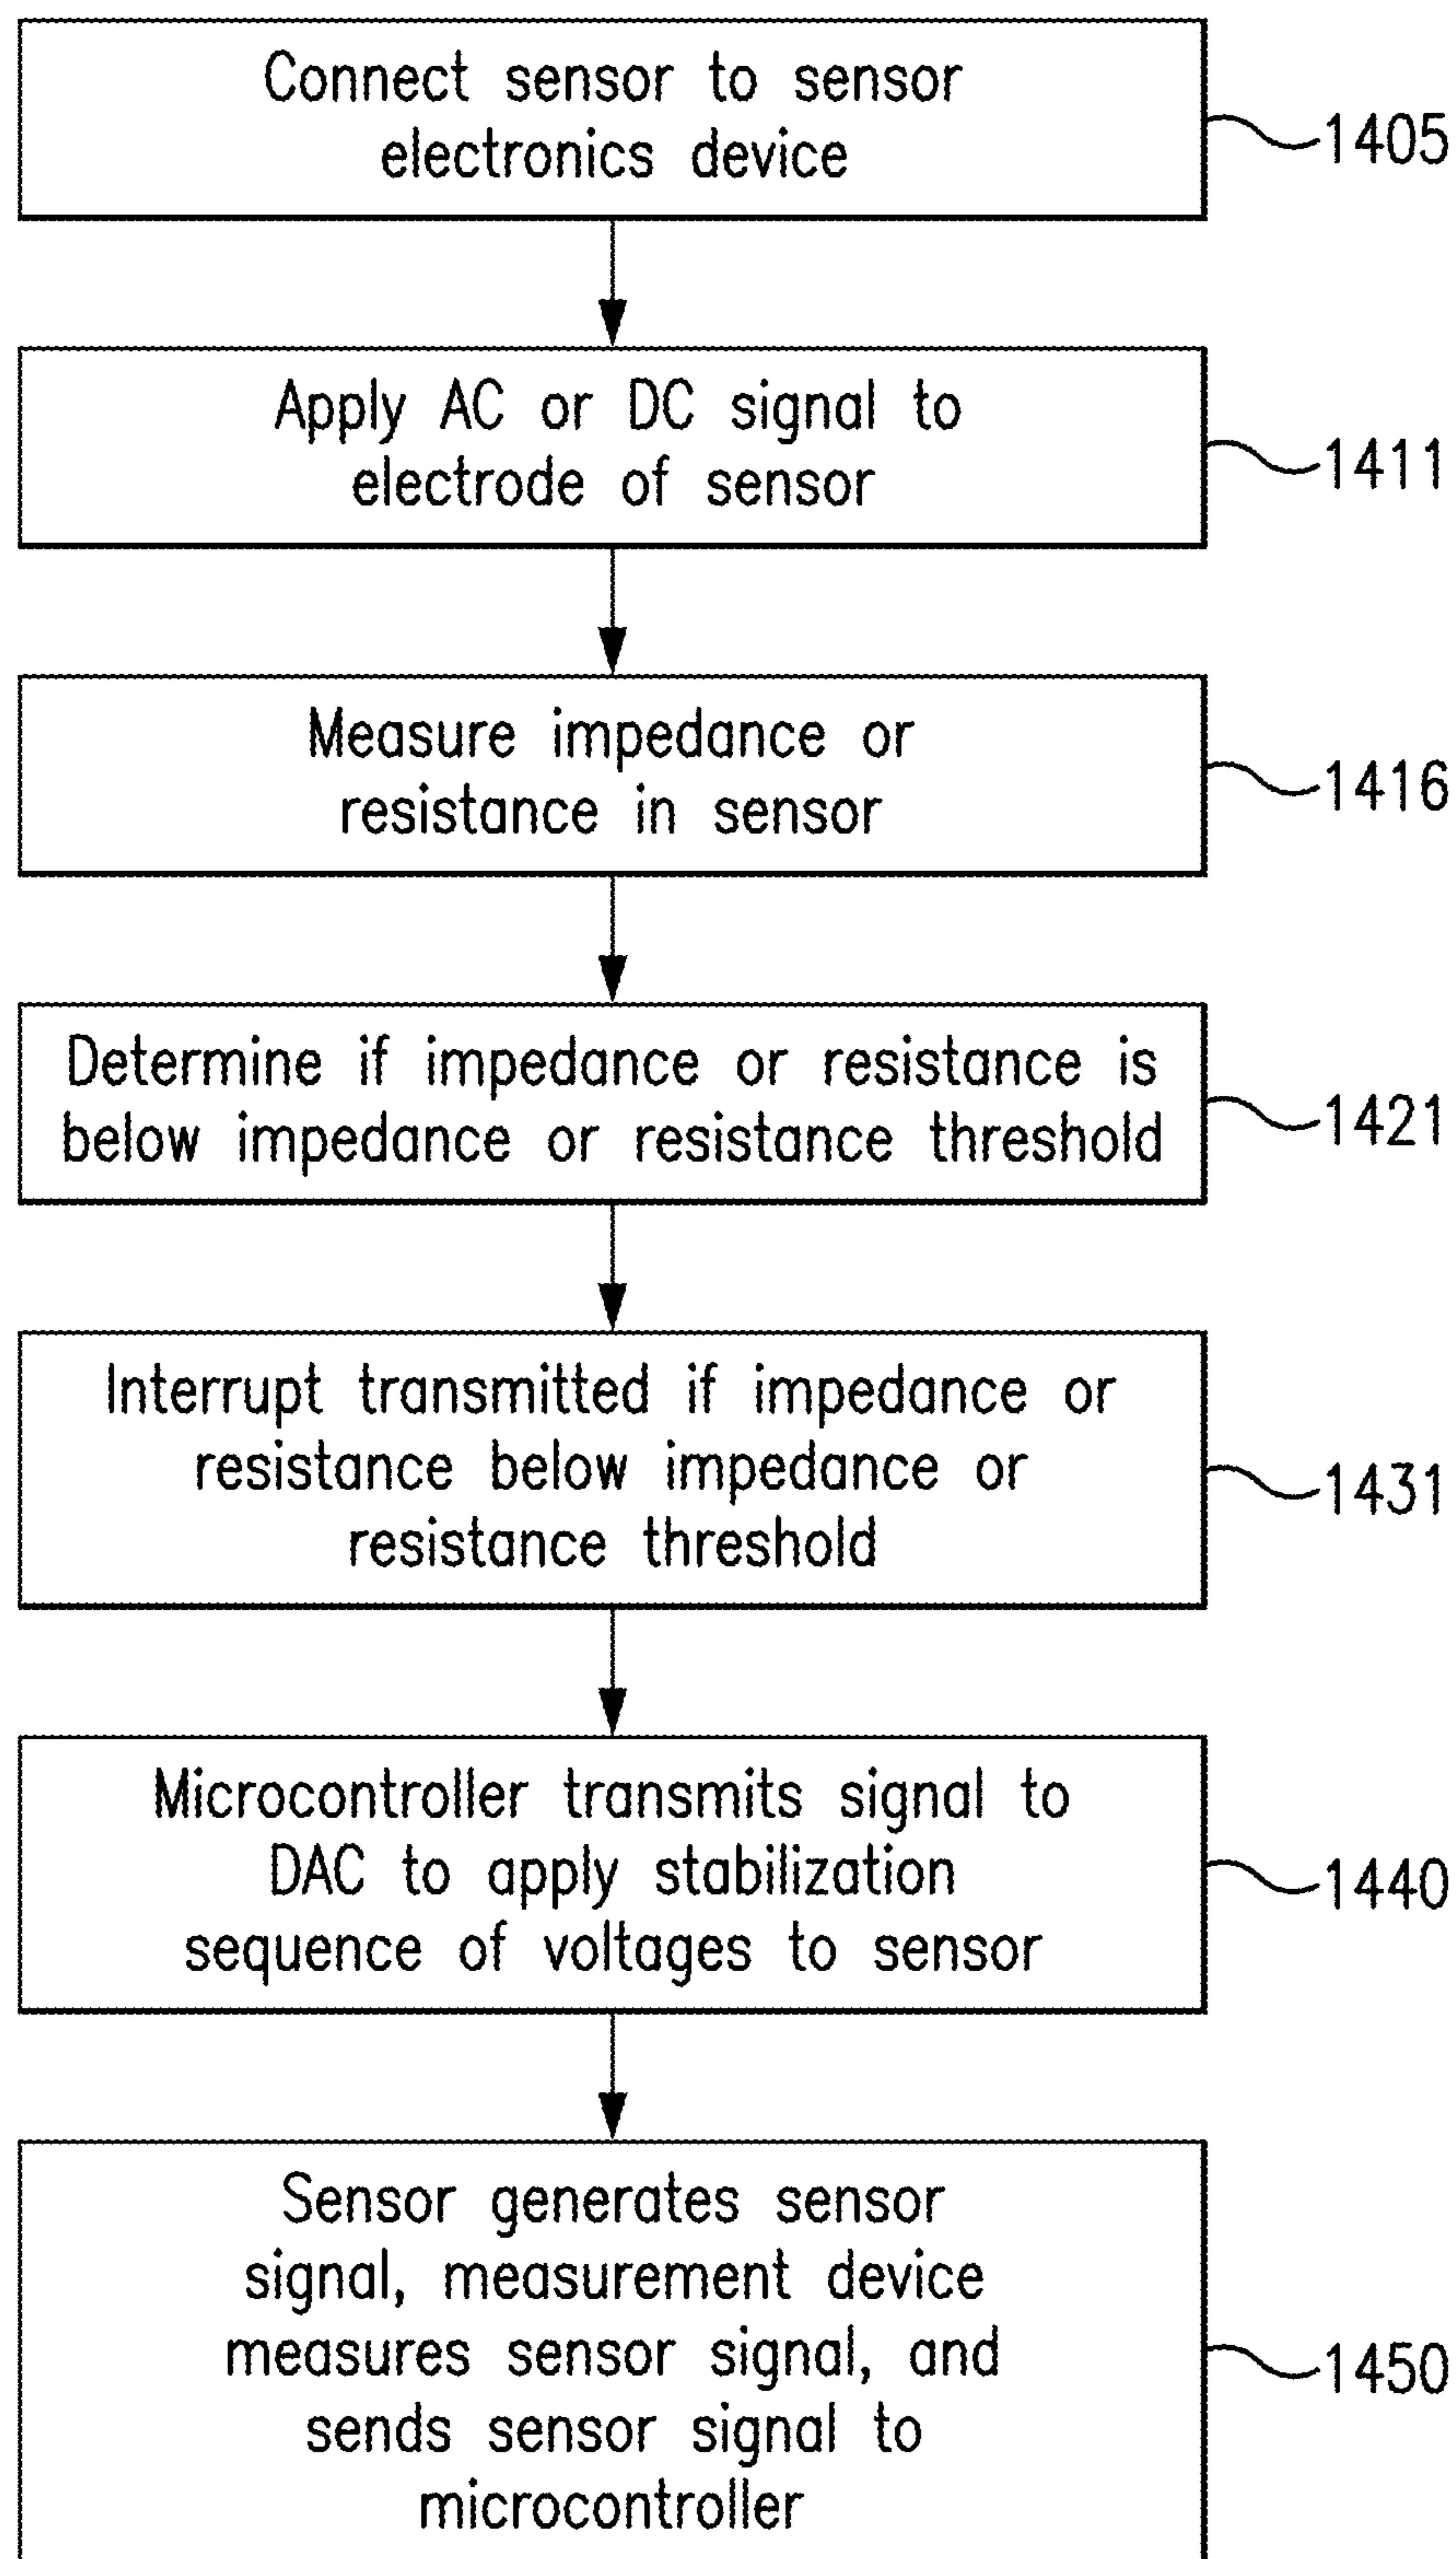 Connect sensor to sensor
electronics device
1405
Apply AC or DC signal to
electrode of sensor
1411
Measure impedance or
resistance in sensor
1416
Determine if impedance or resistance is
below impedance or resistance threshold
1421
Interrupt transmitted if impedance or
resistance below impedance or
resistance threshold
1431
Microcontroller transmits signal to
DAC to apply stabilization
sequence of voltages to sensor
1440
Sensor generates sensor
signal, measurement device
measures sensor signal, and
sends sensor signal to
microcontroller
1450